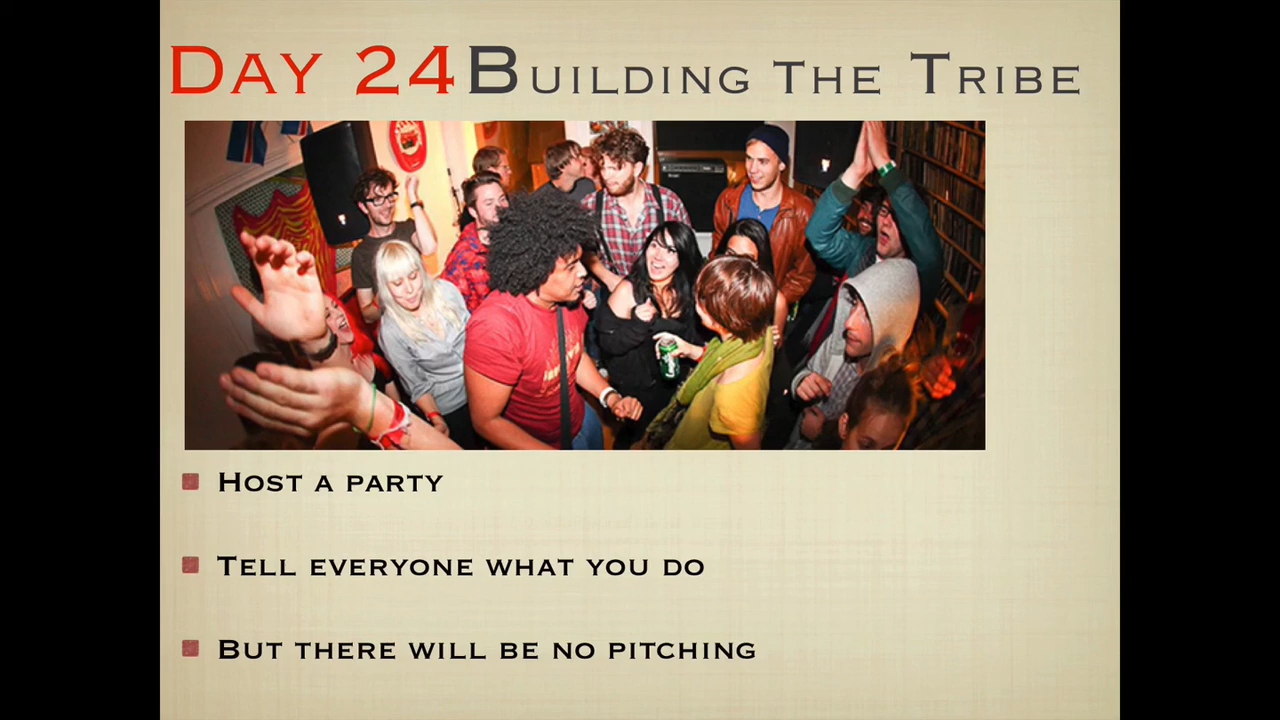 Day 24 Building the Tribe
Host a party
Tell everyone what you do
But there will be no pitching